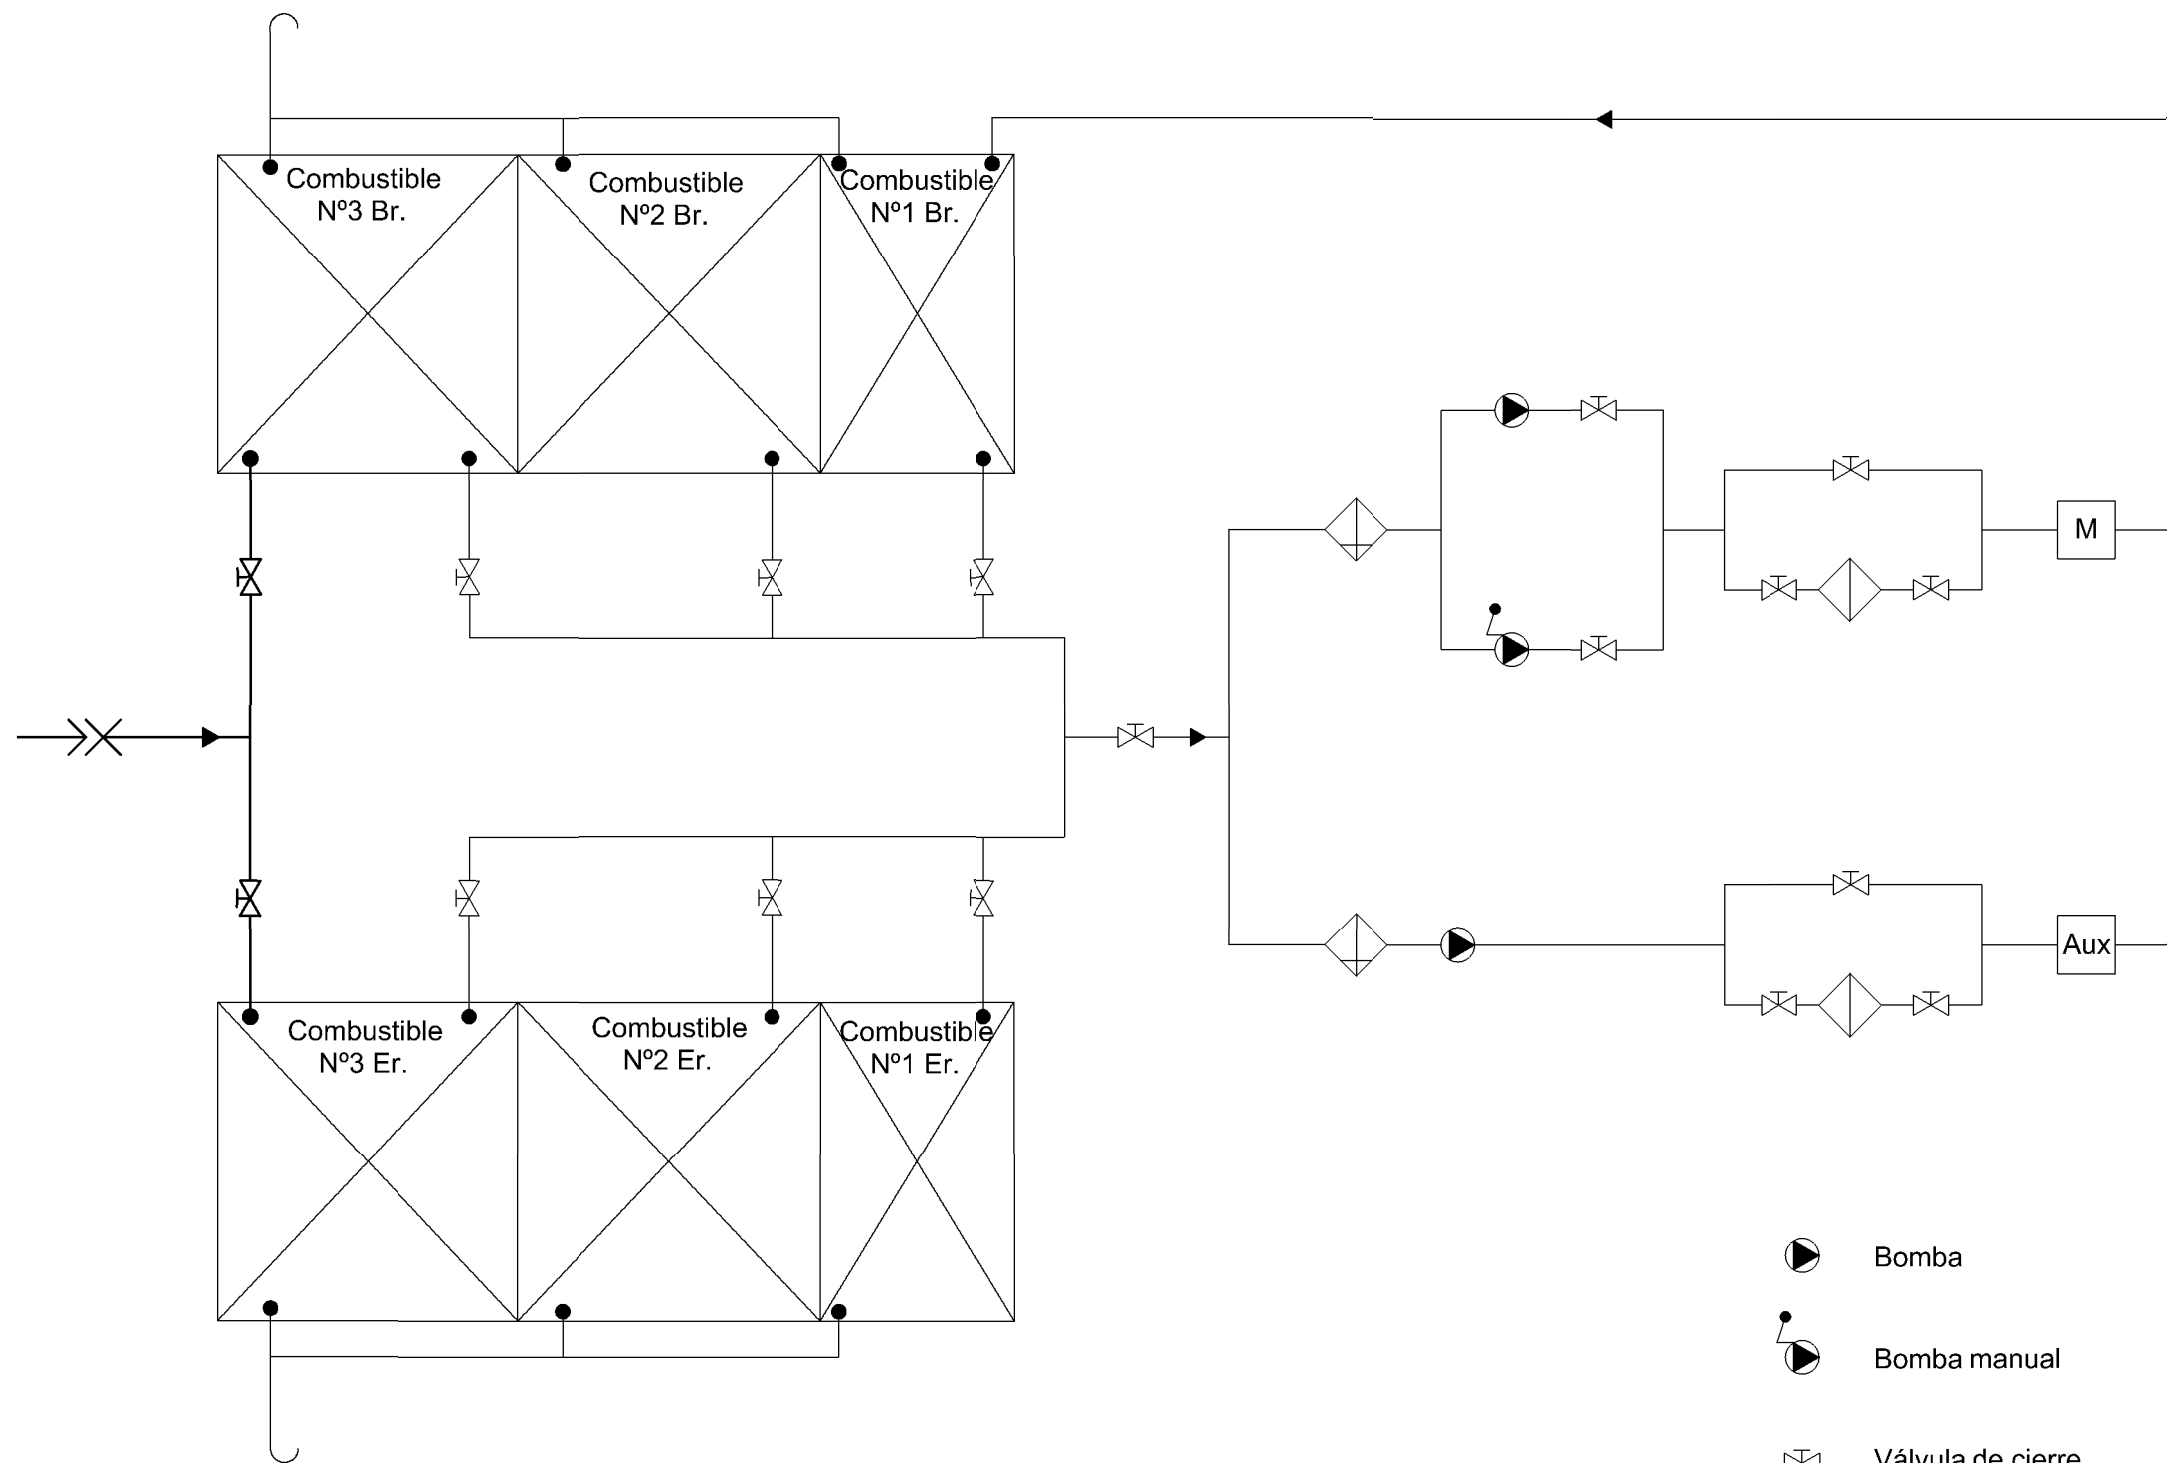 Combustible
Nº3 Br.
Combustible
Nº2 Br.
Combustible
Nº1 Br.
M
Aux
Combustible
Nº3 Er.
Combustible
Nº2 Er.
Combustible
Nº1 Er.
Bomba
Bomba manual
Válvula de cierre